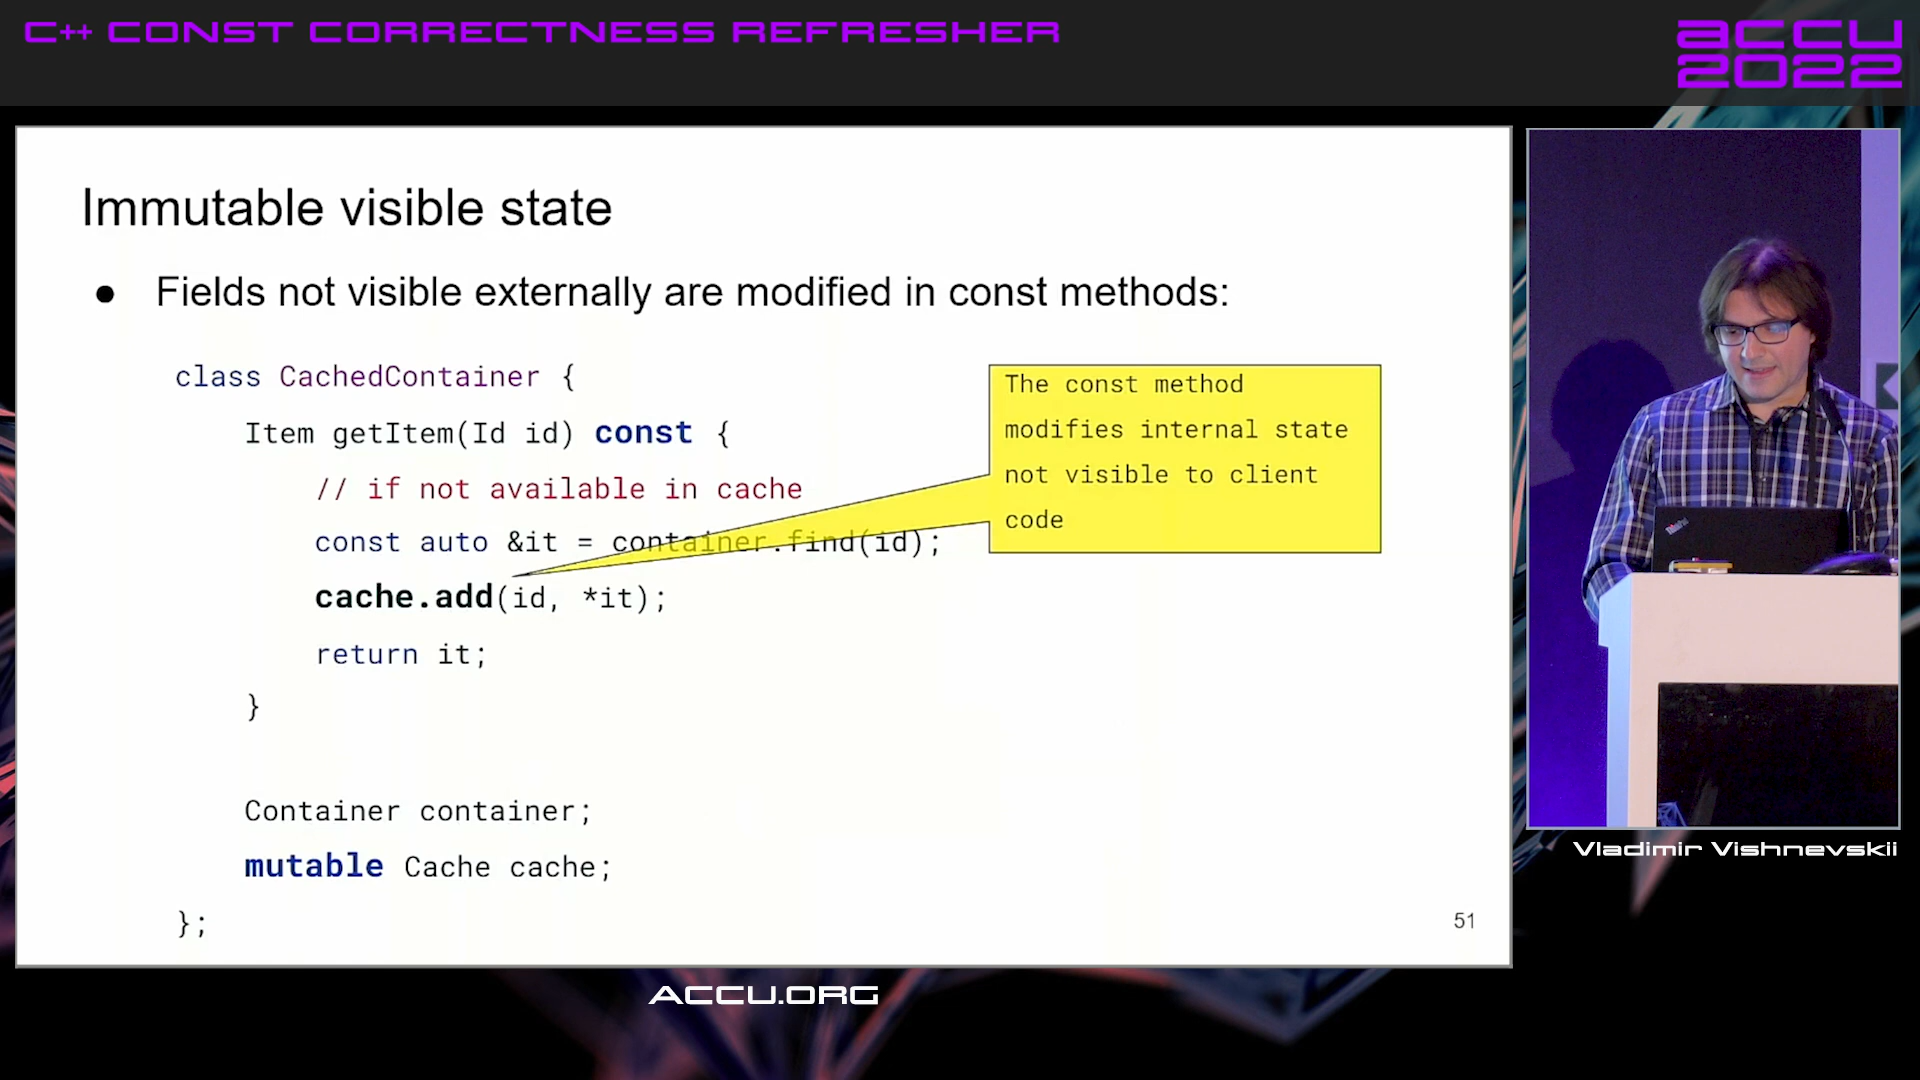 C++ CONST CORRECTNESS REFRESHER
accu
2022
Immutable visible state
● Fields not visible externally are modified in const methods:
class CachedContainer {
Item getItem(Id id) const {
// if not available in cache
const auto &it = container.find(id);
cache.add(id, *it);
return it;
}
Container container;
mutable Cache cache;
};
The const method
modifies internal state
not visible to client
code
51
Vladimir Vishnevskii
ACCU.ORG